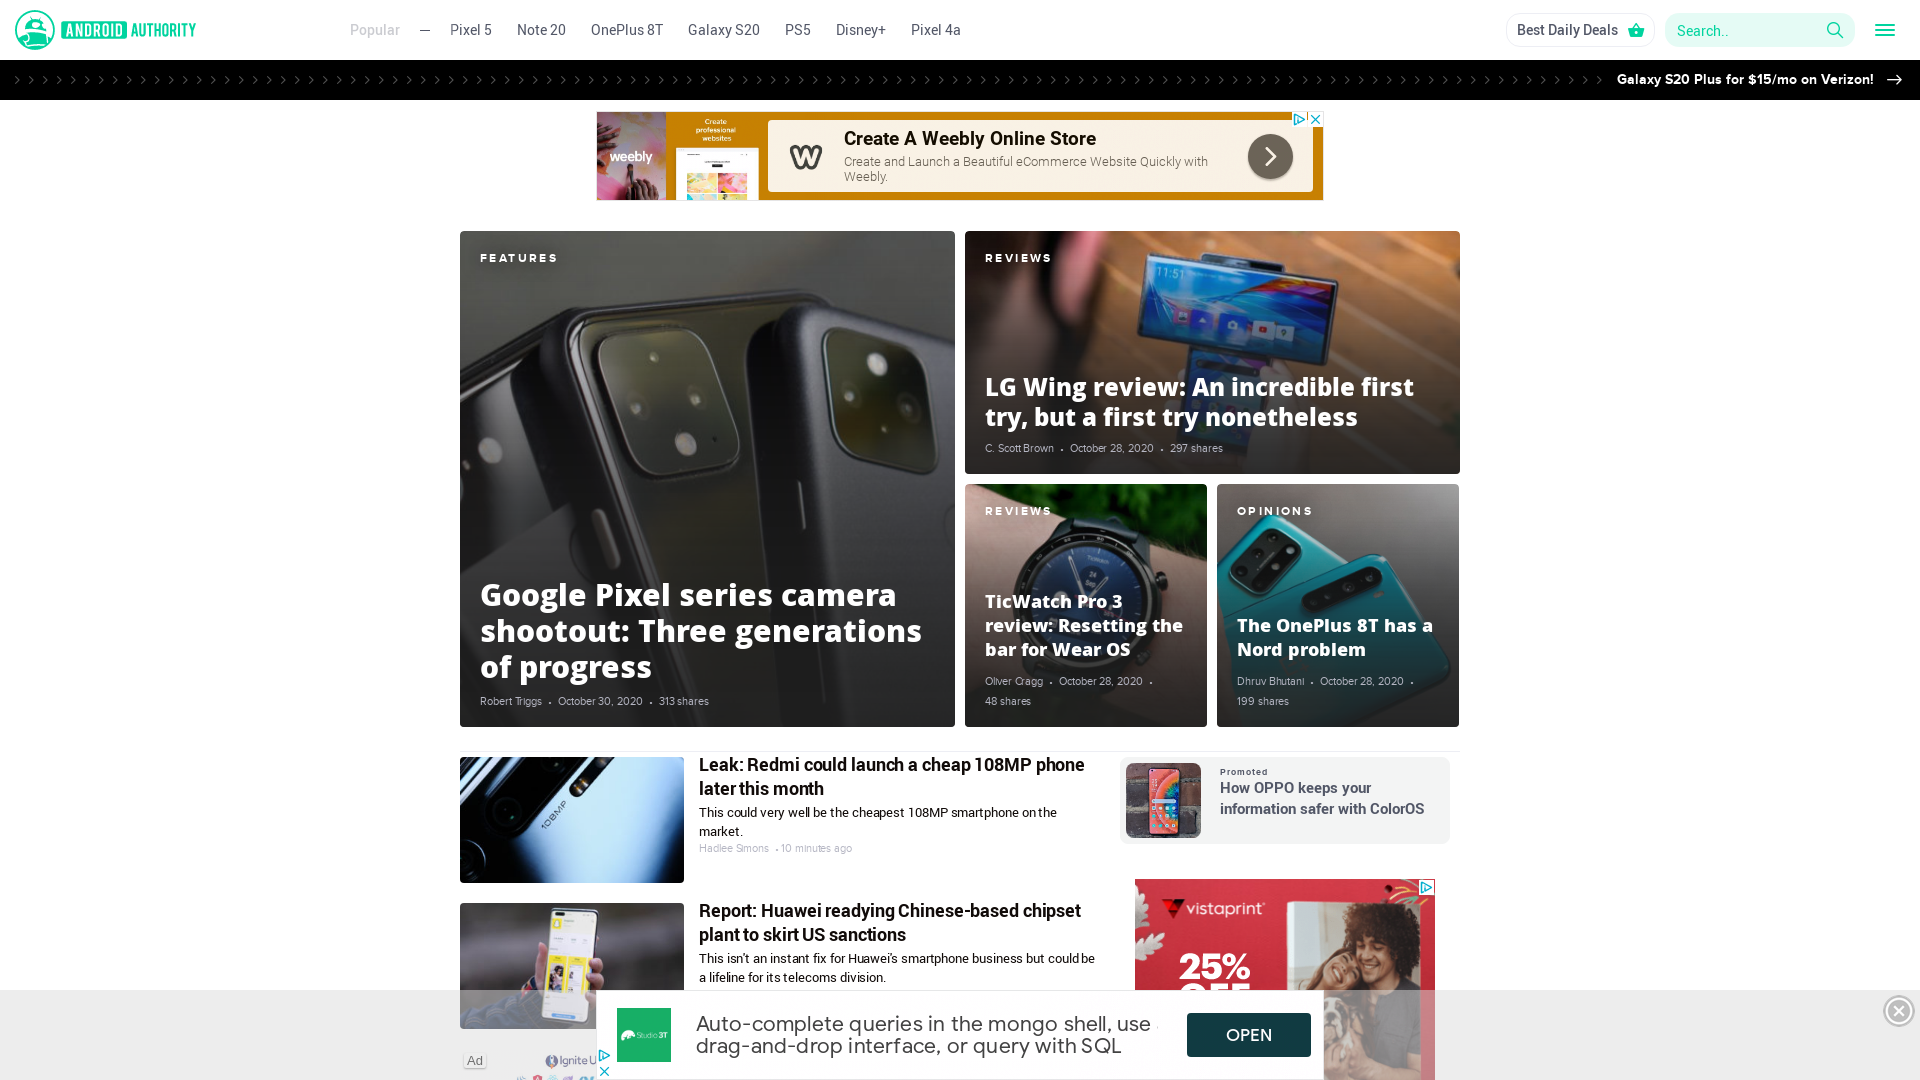 ANDROID AUTHORITY
Popular — Pixel 5 Note 20 OnePlus 8T Galaxy S20 PS5 Disney+ Pixel 4a
Best Daily Deals
Search..
Galaxy S20 Plus for $15/mo on Verizon!
weebly
Create
professional
websites
Create A Weebly Online Store
Create and Launch a Beautiful eCommerce Website Quickly with
Weebly.
FEATURES
Google Pixel series camera
shootout: Three generations
of progress
Robert Triggs • October 30, 2020 • 313 shares
REVIEWS
11:51
LG Wing review: An incredible first
try, but a first try nonetheless
C. Scott Brown • October 28, 2020 • 297 shares
REVIEWS
TicWatch Pro 3
review: Resetting the
bar for Wear OS
Oliver Cragg • October 28, 2020 •
48 shares
OPINIONS
The OnePlus 8T has a
Nord problem
Dhruv Bhutani • October 28, 2020 •
199 shares
108MP
Leak: Redmi could launch a cheap 108MP phone
later this month
This could very well be the cheapest 108MP smartphone on the
market.
Hadlee Simons • 10 minutes ago
Promoted
How OPPO keeps your
information safer with ColorOS
Report: Huawei readying Chinese-based chipset
plant to skirt US sanctions
This isn't an instant fix for Huawei's smartphone business but could be
a lifeline for its telecoms division.
vistaprint
25%
OFF
Studio 3T
Auto-complete queries in the mongo shell, use
drag-and-drop interface, or query with SQL
OPEN
Ad
Ignite U